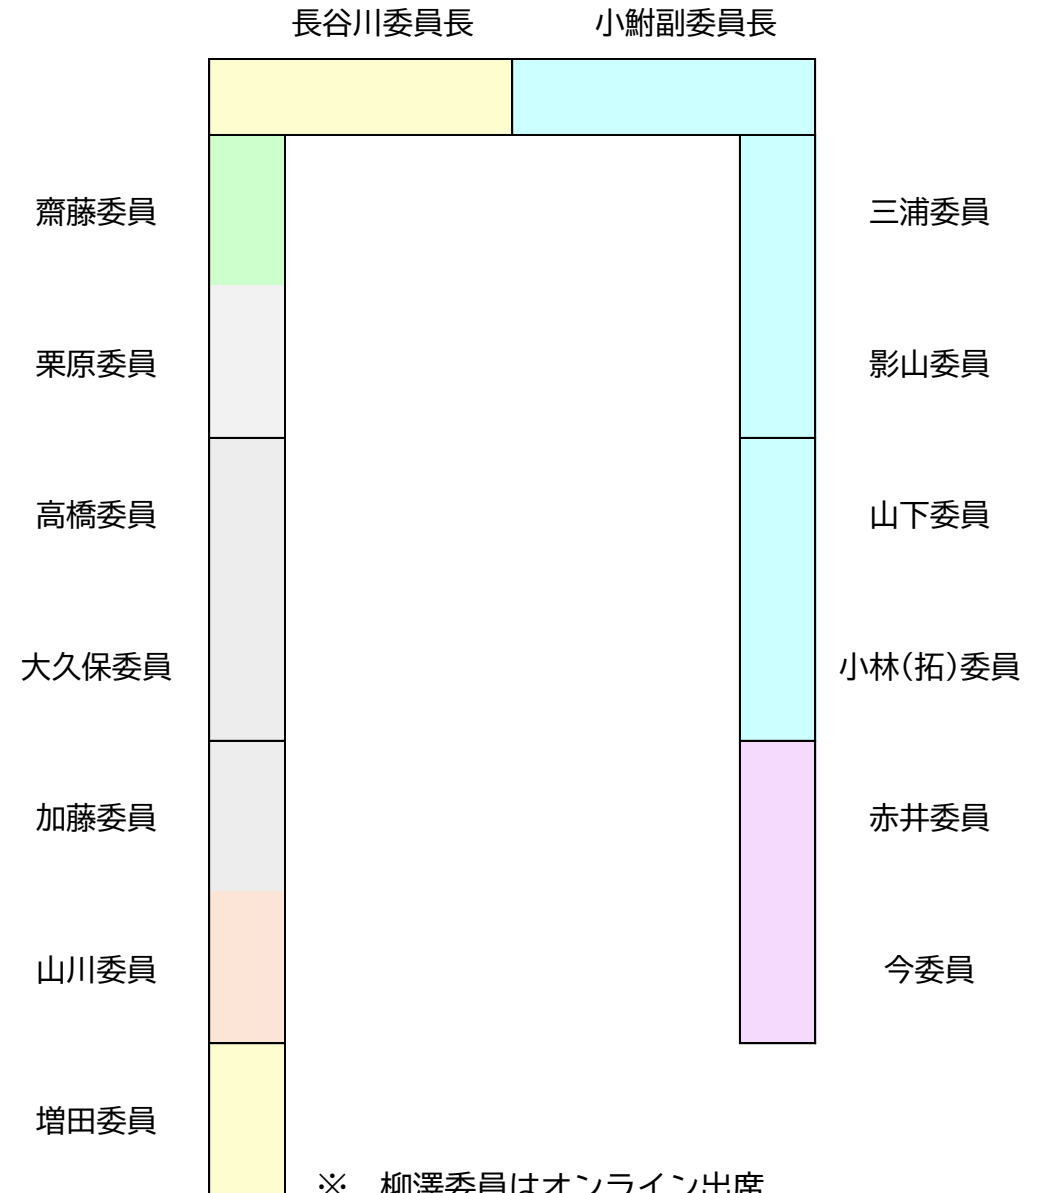 長谷川委員長 小鮒副委員長
齋藤委員 三浦委員
栗原委員 影山委員
高橋委員 山下委員
大久保委員 小林(拓)委員
加藤委員 赤井委員
山川委員 今委員
増田委員
※ 柳澤委員はオンライン出席